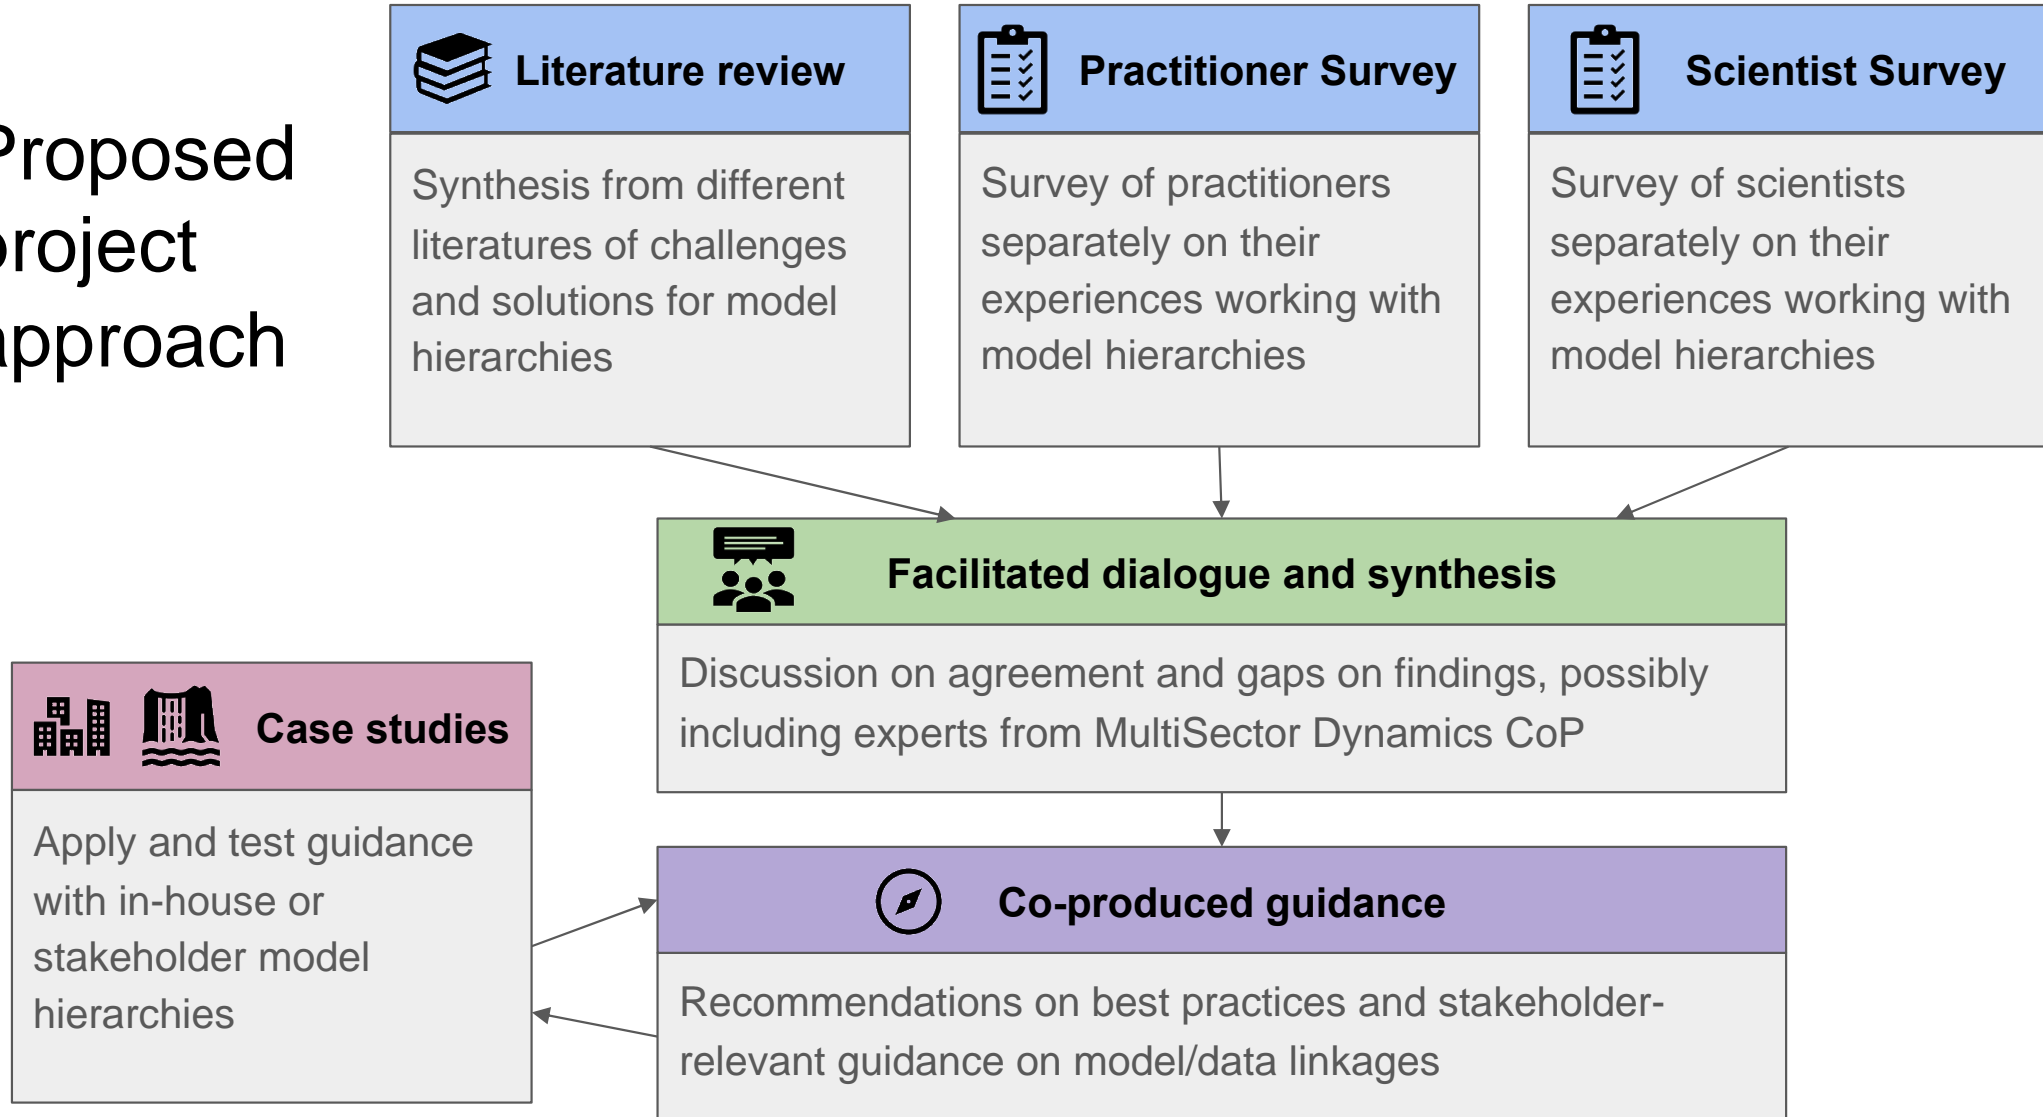 Proposed
project
approach
Literature review
Synthesis from different
literatures of challenges
and solutions for model
hierarchies
Practitioner Survey
Survey of practitioners
separately on their
experiences working with
model hierarchies
Scientist Survey
Survey of scientists
separately on their
experiences working with
model hierarchies
Facilitated dialogue and synthesis
Discussion on agreement and gaps on findings, possibly
including experts from MultiSector Dynamics CoP
Case studies
Apply and test guidance
with in-house or
stakeholder model
hierarchies
Co-produced guidance
Recommendations on best practices and stakeholder-
relevant guidance on model/data linkages